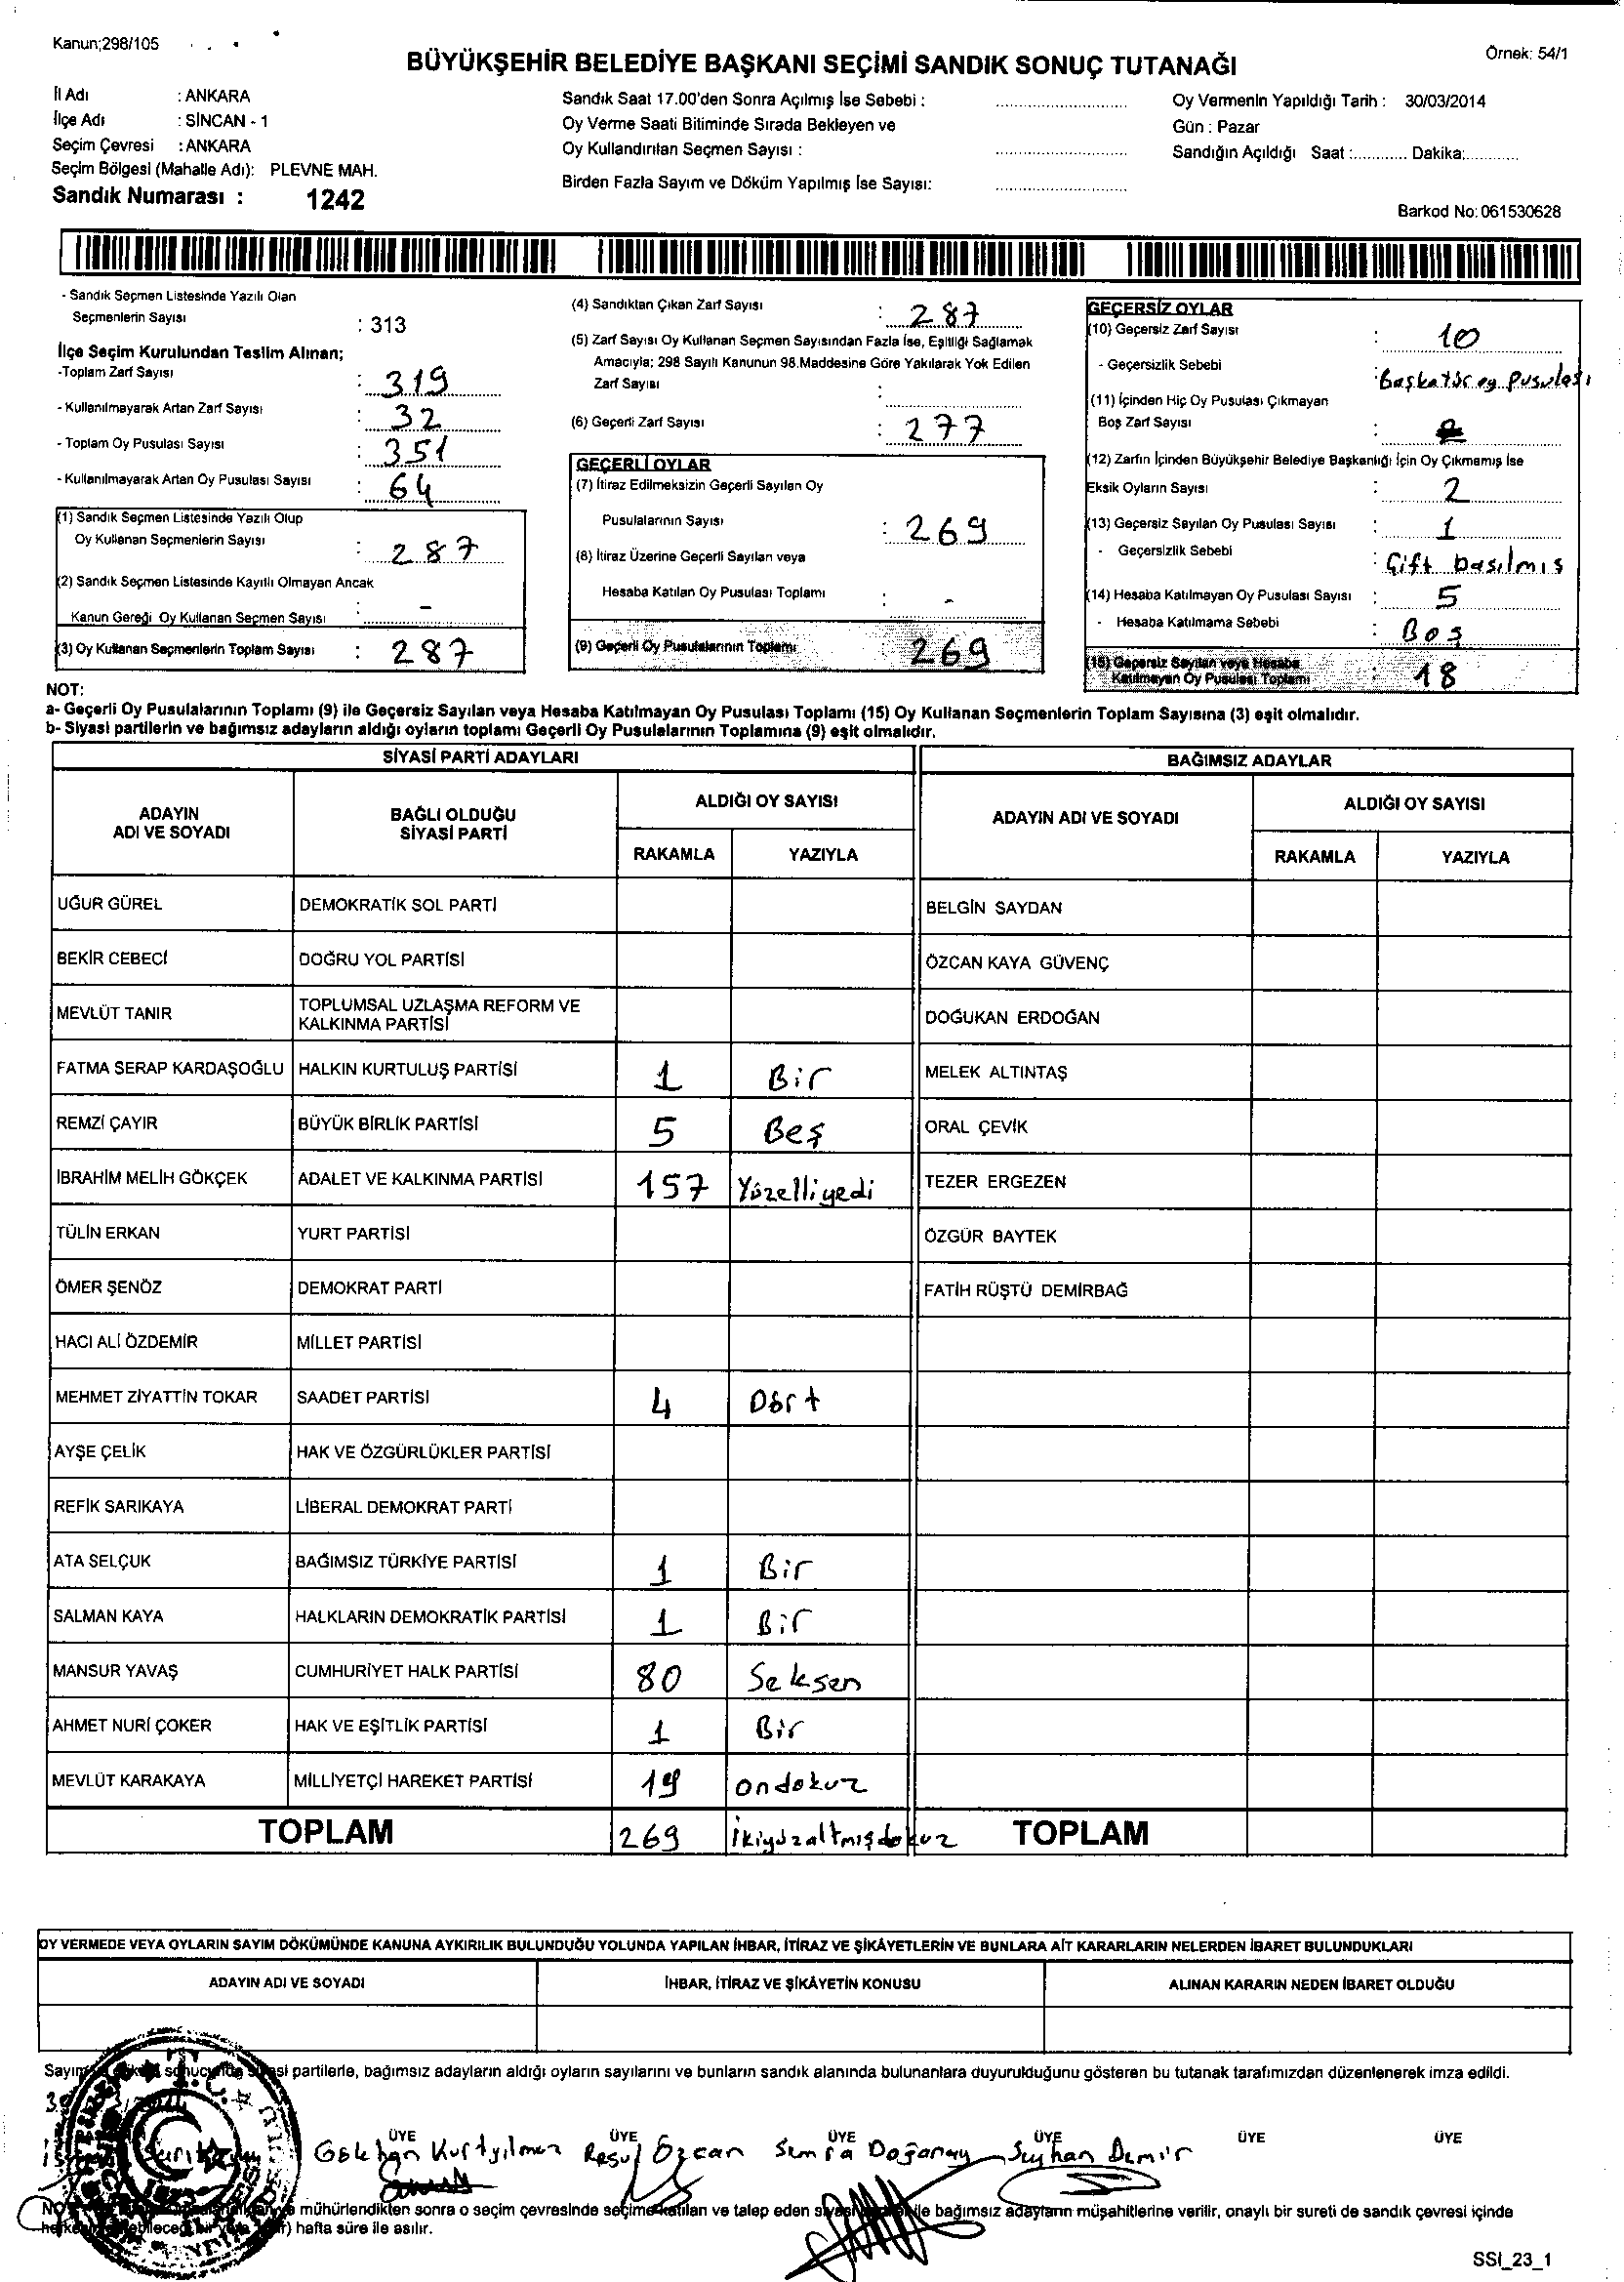 Kanun;298/105
Örnek: 54/1
BÜYÜKŞEHİR BELEDİYE BAŞKANI SEÇİMİ SANDIK SONUÇ TUTANAĞI
İl Adı : ANKARA
İlçe Adı : SİNCAN - 1
Seçim Çevresi : ANKARA
Seçim Bölgesi (Mahalle Adı): PLEVNE MAH.
Sandık Numarası : 1242
Sandık Saat 17.00'den Sonra Açılmış İse Sebebi :
Oy Verme Saati Bitiminde Sırada Bekleyen ve
Oy Kullandırılan Seçmen Sayısı :
Birden Fazla Sayım ve Döküm Yapılmış İse Sayısı:
Oy Vermenin Yapıldığı Tarih : 30/03/2014
Gün : Pazar
Sandığın Açıldığı Saat :............ Dakika:............
Barkod No: 061530628
- Sandık Seçmen Listesinde Yazılı Olan
Seçmenlerin Sayısı : 313
İlçe Seçim Kurulundan Teslim Alınan;
-Toplam Zarf Sayısı : 319
- Kullanılmayarak Artan Zarf Sayısı : 32
- Toplam Oy Pusulası Sayısı : 351
- Kullanılmayarak Artan Oy Pusulası Sayısı : 64
(1) Sandık Seçmen Listesinde Yazılı Olup
Oy Kullanan Seçmenlerin Sayısı : 287
(2) Sandık Seçmen Listesinde Kayıtlı Olmayan Ancak
Kanun Gereği Oy Kullanan Seçmen Sayısı : -
(3) Oy Kullanan Seçmenlerin Toplam Sayısı : 287
(4) Sandıktan Çıkan Zarf Sayısı : 287
(5) Zarf Sayısı Oy Kullanan Seçmen Sayısından Fazla İse, Eşitliği Sağlamak
Amacıyla; 298 Sayılı Kanunun 98.Maddesine Göre Yakılarak Yok Edilen
Zarf Sayısı :
(6) Geçerli Zarf Sayısı : 277
GEÇERLİ OYLAR
(7) İtiraz Edilmeksizin Geçerli Sayılan Oy
Pusulalarının Sayısı : 269
(8) İtiraz Üzerine Geçerli Sayılan veya
Hesaba Katılan Oy Pusulası Toplamı : -
(9) Geçerli Oy Pusulalarının Toplamı 269
GEÇERSİZ OYLAR
(10) Geçersiz Zarf Sayısı : 10
- Geçersizlik Sebebi : Başka tür oy pusulası
(11) İçinden Hiç Oy Pusulası Çıkmayan
Boş Zarf Sayısı :
(12) Zarfın İçinden Büyükşehir Belediye Başkanlığı İçin Oy Çıkmamış İse
Eksik Oyların Sayısı : 2
(13) Geçersiz Sayılan Oy Pusulası Sayısı : 1
- Geçersizlik Sebebi : Çift basılmıs
(14) Hesaba Katılmayan Oy Pusulası Sayısı : 5
- Hesaba Katılmama Sebebi : Boş
(15) Geçersiz Sayılan veya Hesaba
Katılmayan Oy Pusulası Toplamı : 18
NOT:
a- Geçerli Oy Pusulalarının Toplamı (9) ile Geçersiz Sayılan veya Hesaba Katılmayan Oy Pusulası Toplamı (15) Oy Kullanan Seçmenlerin Toplam Sayısına (3) eşit olmalıdır.
b- Siyasi partilerin ve bağımsız adayların aldığı oyların toplamı Geçerli Oy Pusulalarının Toplamına (9) eşit olmalıdır.
SİYASİ PARTİ ADAYLARI BAĞIMSIZ ADAYLAR
ADAYIN ADI VE SOYADI
BAĞLI OLDUĞU SİYASİ PARTİ
ALDIĞI OY SAYISI
RAKAMLA YAZIYLA
ADAYIN ADI VE SOYADI
ALDIĞI OY SAYISI
RAKAMLA YAZIYLA
UĞUR GÜREL DEMOKRATİK SOL PARTİ BELGİN SAYDAN
BEKİR CEBECİ DOĞRU YOL PARTİSİ ÖZCAN KAYA GÜVENÇ
MEVLÜT TANIR TOPLUMSAL UZLAŞMA REFORM VE KALKINMA PARTİSİ DOĞUKAN ERDOĞAN
FATMA SERAP KARDAŞOĞLU HALKIN KURTULUŞ PARTİSİ 1 Bir MELEK ALTINTAŞ
REMZİ ÇAYIR BÜYÜK BİRLİK PARTİSİ 5 Beş ORAL ÇEVİK
İBRAHİM MELİH GÖKÇEK ADALET VE KALKINMA PARTİSİ 157 Yüzelliyedi TEZER ERGEZEN
TÜLİN ERKAN YURT PARTİSİ ÖZGÜR BAYTEK
ÖMER ŞENÖZ DEMOKRAT PARTİ FATİH RÜŞTÜ DEMİRBAĞ
HACI ALİ ÖZDEMİR MİLLET PARTİSİ
MEHMET ZİYATTİN TOKAR SAADET PARTİSİ 4 Dört
AYŞE ÇELİK HAK VE ÖZGÜRLÜKLER PARTİSİ
REFİK SARIKAYA LİBERAL DEMOKRAT PARTİ
ATA SELÇUK BAĞIMSIZ TÜRKİYE PARTİSİ 1 Bir
SALMAN KAYA HALKLARIN DEMOKRATİK PARTİSİ 1 Bir
MANSUR YAVAŞ CUMHURİYET HALK PARTİSİ 80 Seksen
AHMET NURİ ÇOKER HAK VE EŞİTLİK PARTİSİ 1 Bir
MEVLÜT KARAKAYA MİLLİYETÇİ HAREKET PARTİSİ 19 ondokuz
TOPLAM 269 İkiyüzaltmışdokuz TOPLAM
OY VERMEDE VEYA OYLARIN SAYIM DÖKÜMÜNDE KANUNA AYKIRILIK BULUNDUĞU YOLUNDA YAPILAN İHBAR, İTİRAZ VE ŞİKÂYETLERİN VE BUNLARA AİT KARARLARIN NELERDEN İBARET BULUNDUKLARI
ADAYIN ADI VE SOYADI İHBAR, İTİRAZ VE ŞİKÂYETİN KONUSU ALINAN KARARIN NEDEN İBARET OLDUĞU
partilerle, bağımsız adayların aldığı oyların sayılarını ve bunların sandık alanında bulunanlara duyurulduğunu gösteren bu tutanak tarafımızdan düzenlenerek imza edildi.
T.C.
ÜYE ÜYE ÜYE ÜYE ÜYE ÜYE
Gökhan Kurtyılmaz Resul Özcan Semra Doğanay Seyhan Demir
mühürlendikten sonra o seçim çevresinde seçime katılan ve talep eden ile bağımsız adayların müşahitlerine verilir, onaylı bir sureti de sandık çevresi içinde
hafta süre ile asılır.
SSİ_23_1